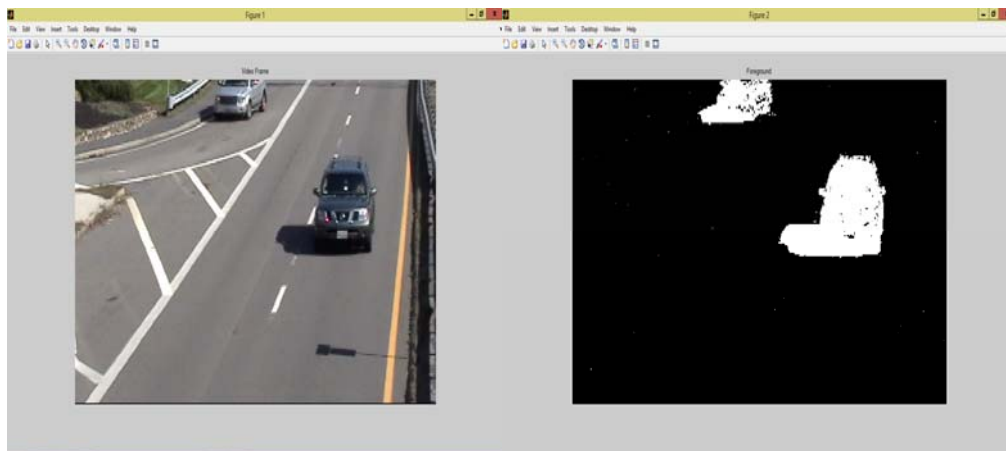 Figure 1
File Edit View Insert Tools Desktop Window Help
Video Frame
Figure 2
File Edit View Insert Tools Desktop Window Help
Foreground